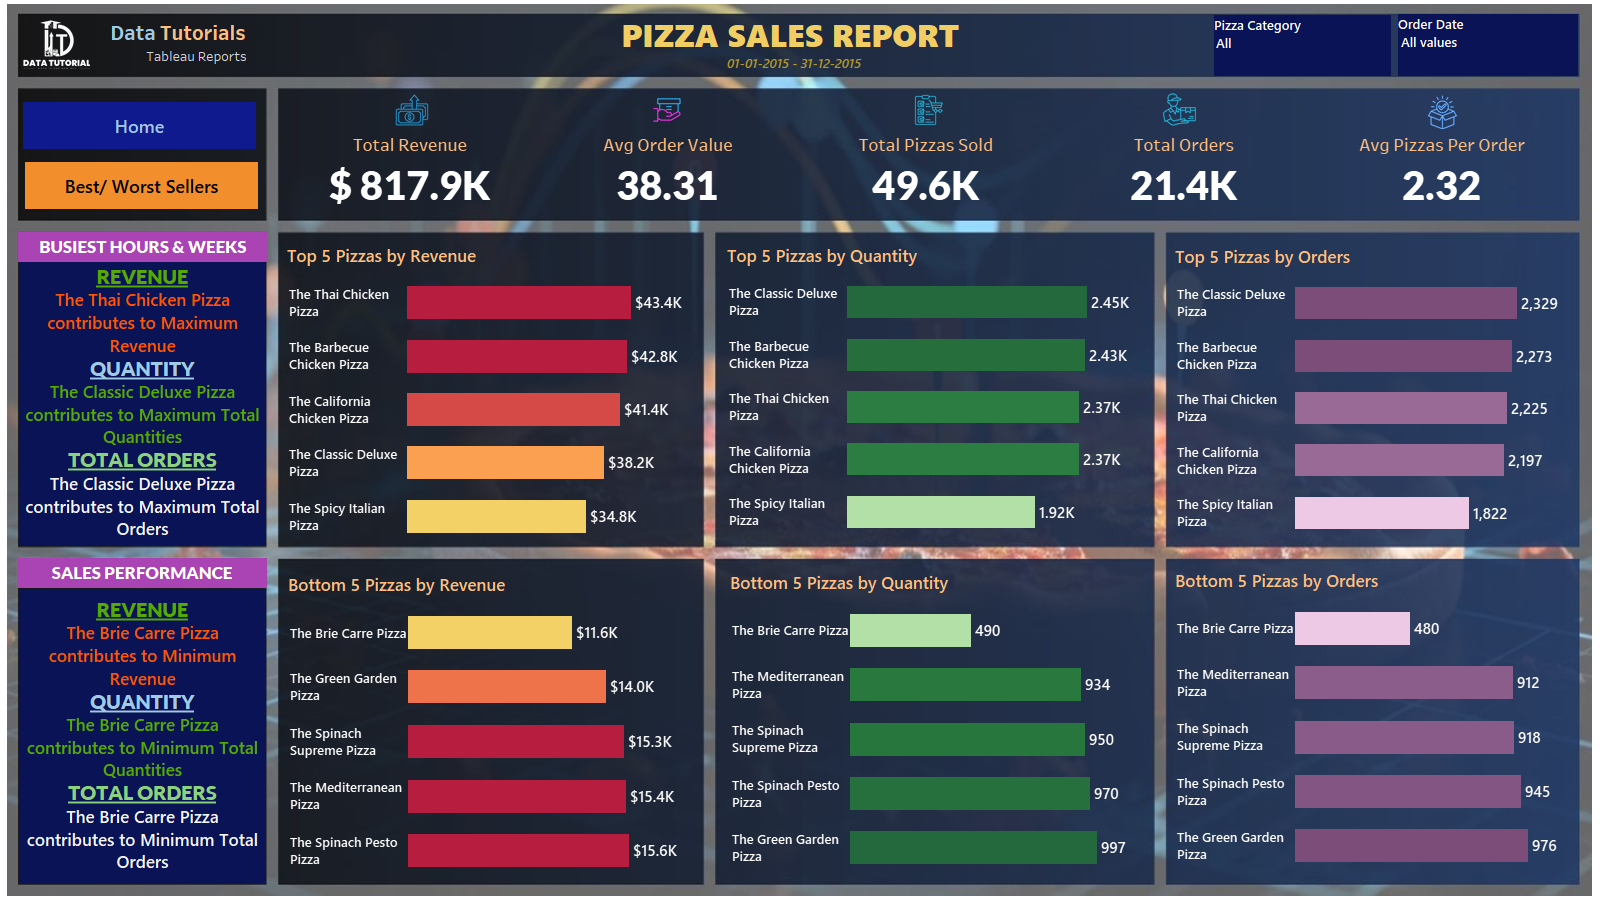 DATA TUTORIAL
Data Tutorials
Tableau Reports
PIZZA SALES REPORT
01-01-2015 - 31-12-2015
Pizza Category
All
Order Date
All values
Home
Best/ Worst Sellers
Total Revenue
$ 817.9K
Avg Order Value
38.31
Total Pizzas Sold
49.6K
Total Orders
21.4K
Avg Pizzas Per Order
2.32
BUSIEST HOURS & WEEKS
REVENUE
The Thai Chicken Pizza
contributes to Maximum
Revenue
QUANTITY
The Classic Deluxe Pizza
contributes to Maximum Total
Quantities
TOTAL ORDERS
The Classic Deluxe Pizza
contributes to Maximum Total
Orders
Top 5 Pizzas by Revenue
The Thai Chicken
Pizza
$43.4K
The Barbecue
Chicken Pizza
$42.8K
The California
Chicken Pizza
$41.4K
The Classic Deluxe
Pizza
$38.2K
The Spicy Italian
Pizza
$34.8K
Top 5 Pizzas by Quantity
The Classic Deluxe
Pizza
2.45K
The Barbecue
Chicken Pizza
2.43K
The Thai Chicken
Pizza
2.37K
The California
Chicken Pizza
2.37K
The Spicy Italian
Pizza
1.92K
Top 5 Pizzas by Orders
The Classic Deluxe
Pizza
2,329
The Barbecue
Chicken Pizza
2,273
The Thai Chicken
Pizza
2,225
The California
Chicken Pizza
2,197
The Spicy Italian
Pizza
1,822
SALES PERFORMANCE
REVENUE
The Brie Carre Pizza
contributes to Minimum
Revenue
QUANTITY
The Brie Carre Pizza
contributes to Minimum Total
Quantities
TOTAL ORDERS
The Brie Carre Pizza
contributes to Minimum Total
Orders
Bottom 5 Pizzas by Revenue
The Brie Carre Pizza
$11.6K
The Green Garden
Pizza
$14.0K
The Spinach
Supreme Pizza
$15.3K
The Mediterranean
Pizza
$15.4K
The Spinach Pesto
Pizza
$15.6K
Bottom 5 Pizzas by Quantity
The Brie Carre Pizza
490
The Mediterranean
Pizza
934
The Spinach
Supreme Pizza
950
The Spinach Pesto
Pizza
970
The Green Garden
Pizza
997
Bottom 5 Pizzas by Orders
The Brie Carre Pizza
480
The Mediterranean
Pizza
912
The Spinach
Supreme Pizza
918
The Spinach Pesto
Pizza
945
The Green Garden
Pizza
976